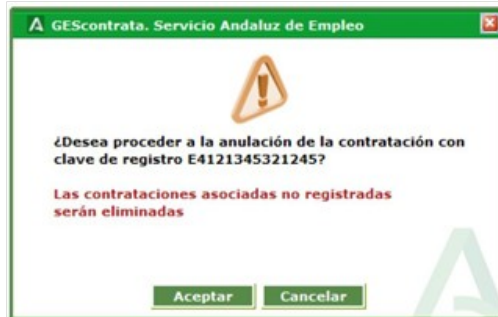 GEScontrata. Servicio Andaluz de Empleo
¿Desea proceder a la anulación de la contratación con
clave de registro E4121345321245?
Las contrataciones asociadas no registradas
serán eliminadas
Aceptar Cancelar